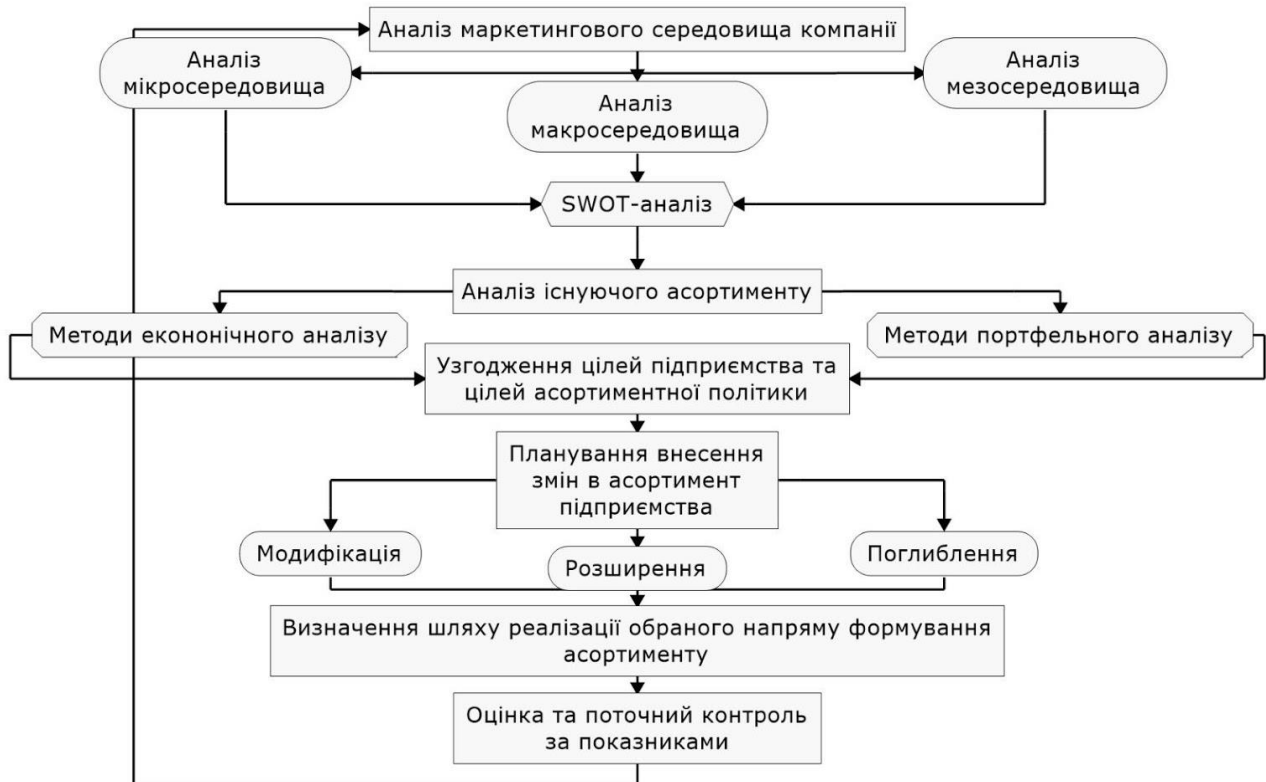 Аналіз маркетингового середовища компанії
Аналіз
мікросередовища
Аналіз
макросередовища
Аналіз
мезосередовища
SWOT-аналіз
Аналіз існуючого асортименту
Методи екононічного аналізу
Методи портфельного аналізу
Узгодження цілей підприємства та
цілей асортиментної політики
Планування внесення
змін в асортимент
підприємства
Модифікація
Розширення
Поглиблення
Визначення шляху реалізації обраного напряму формування
асортименту
Оцінка та поточний контроль
за показниками